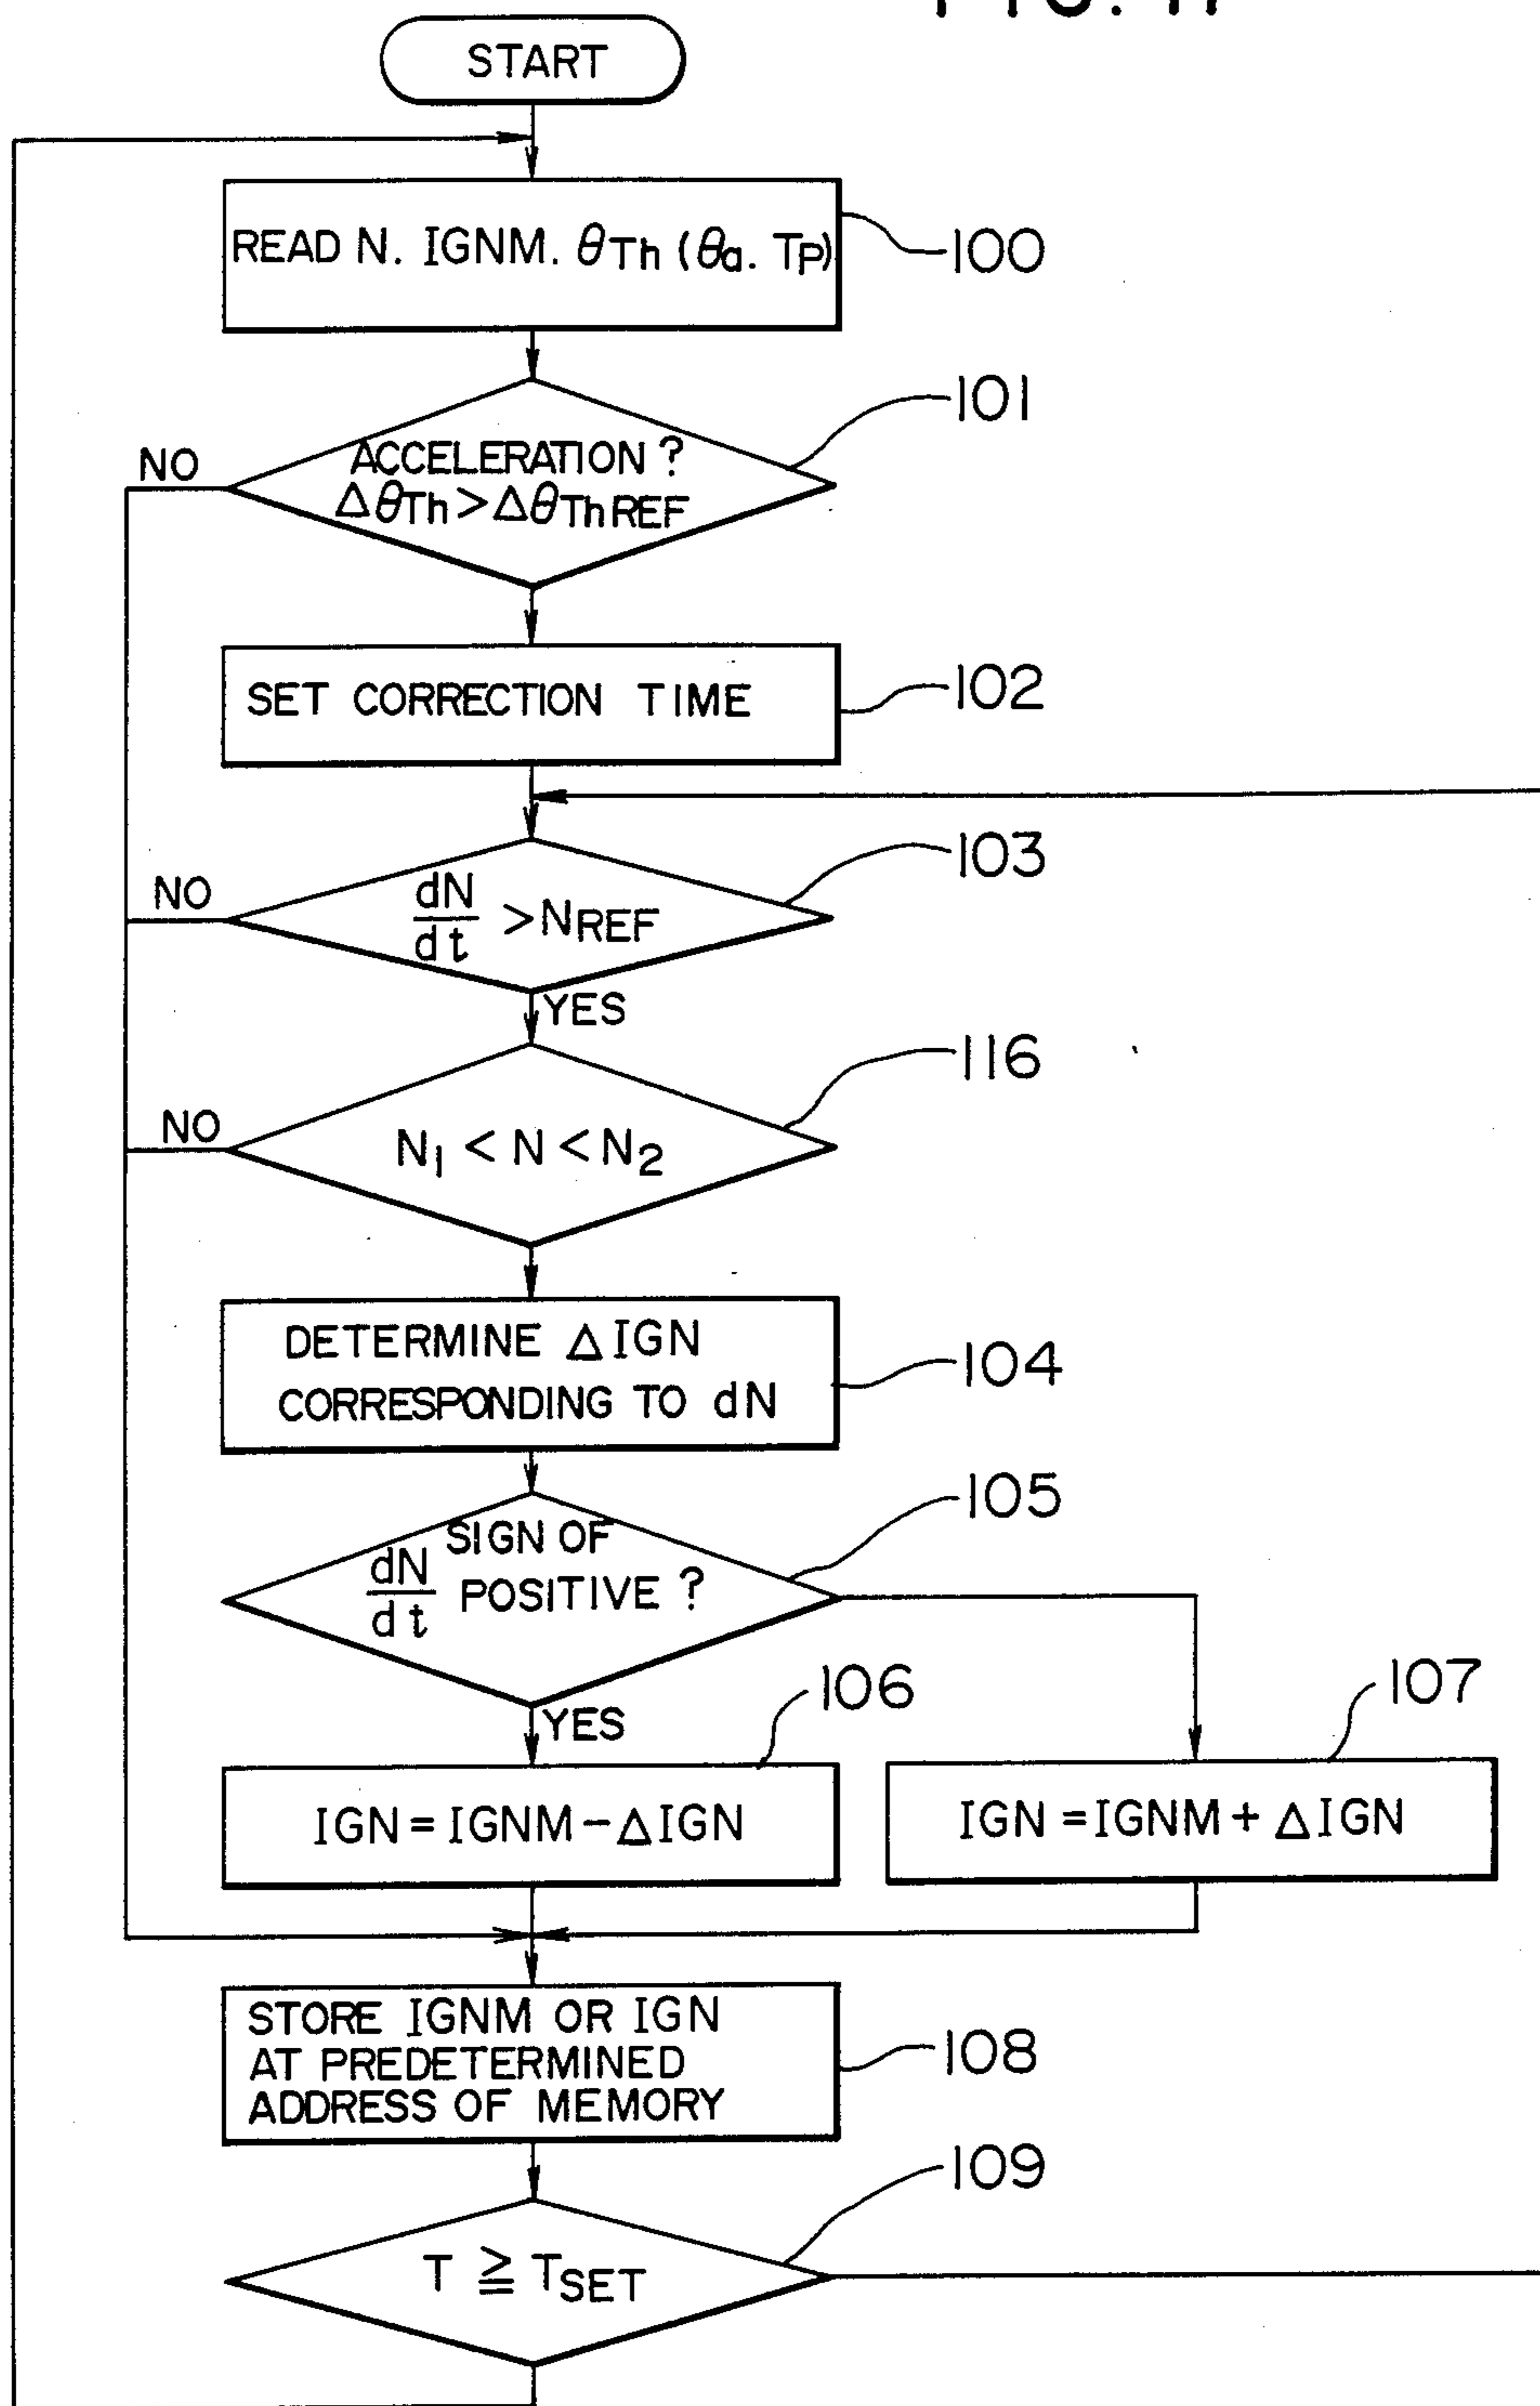 START
READ N. IGNM. θTh (θa. TP)
100
ACCELERATION ?
ΔθTh > ΔθTh REF
101
NO
SET CORRECTION TIME
102
dN
dt
> NREF
103
NO
YES
N1 < N < N2
116
NO
DETERMINE Δ IGN
CORRESPONDING TO dN
104
SIGN OF
dN
dt
POSITIVE ?
105
YES
106
107
IGN = IGNM - ΔIGN
IGN = IGNM + ΔIGN
STORE IGNM OR IGN
AT PREDETERMINED
ADDRESS OF MEMORY
108
T ≧ TSET
109